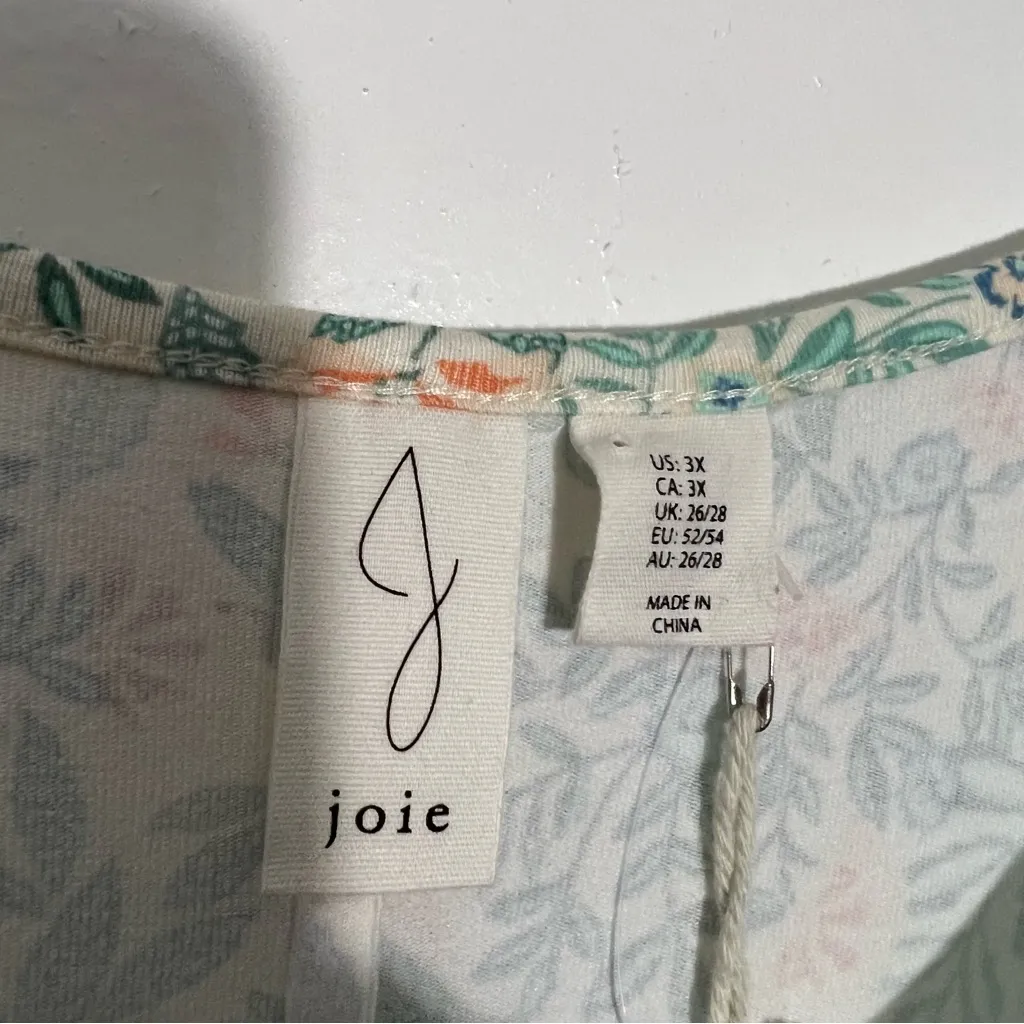 joie
US: 3X
CA: 3X
UK: 26/28
EU: 52/54
AU: 26/28
MADE IN
CHINA